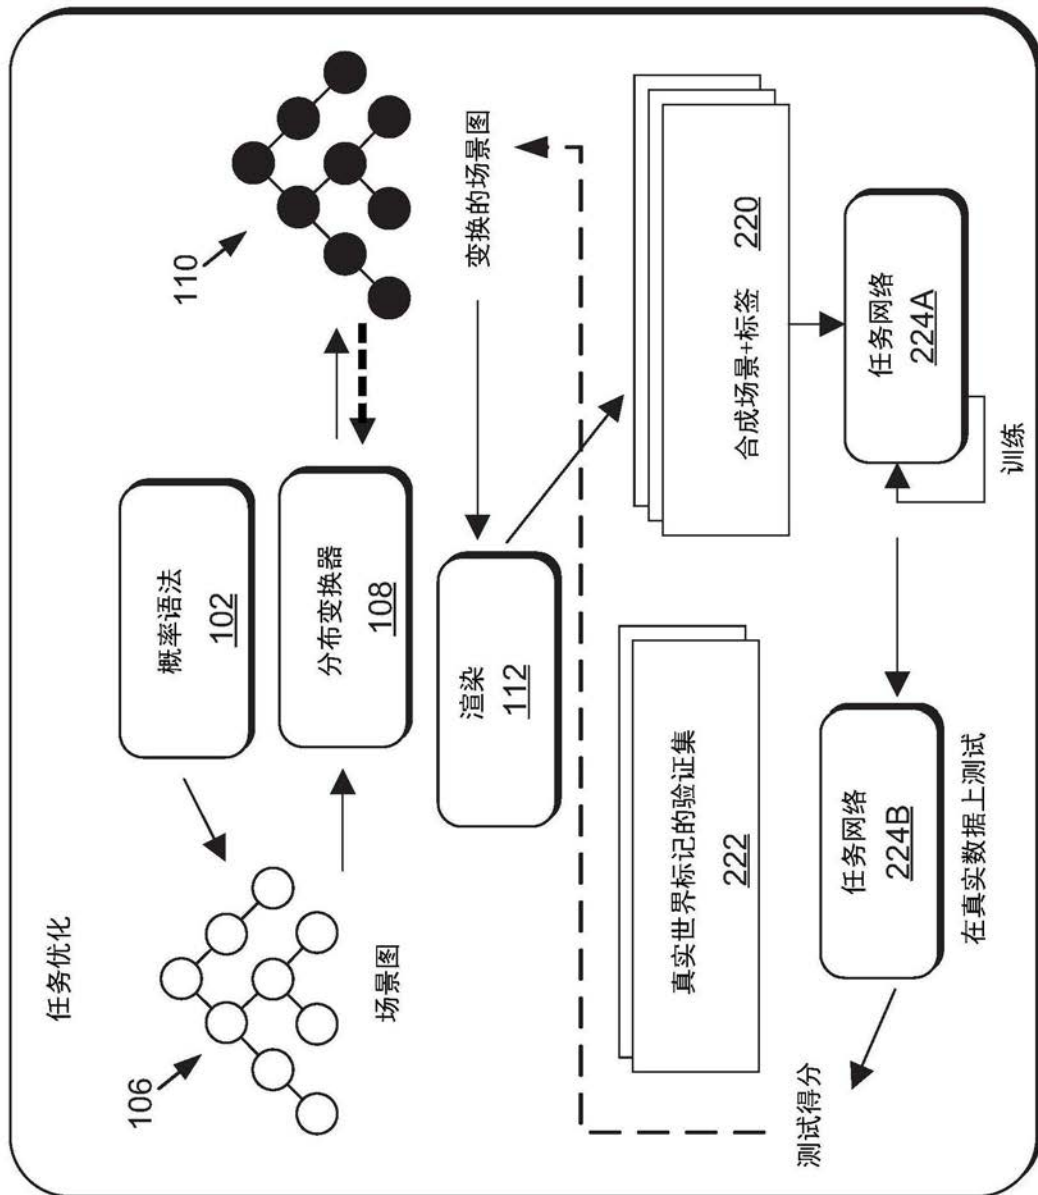 任务优化
106
场景图
概率语法
102
分布变换器
108
110
变换的场景图
渲染
112
真实世界标记的验证集
222
合成场景+标签
220
测试得分
任务网络
224B
在真实数据上测试
任务网络
224A
训练